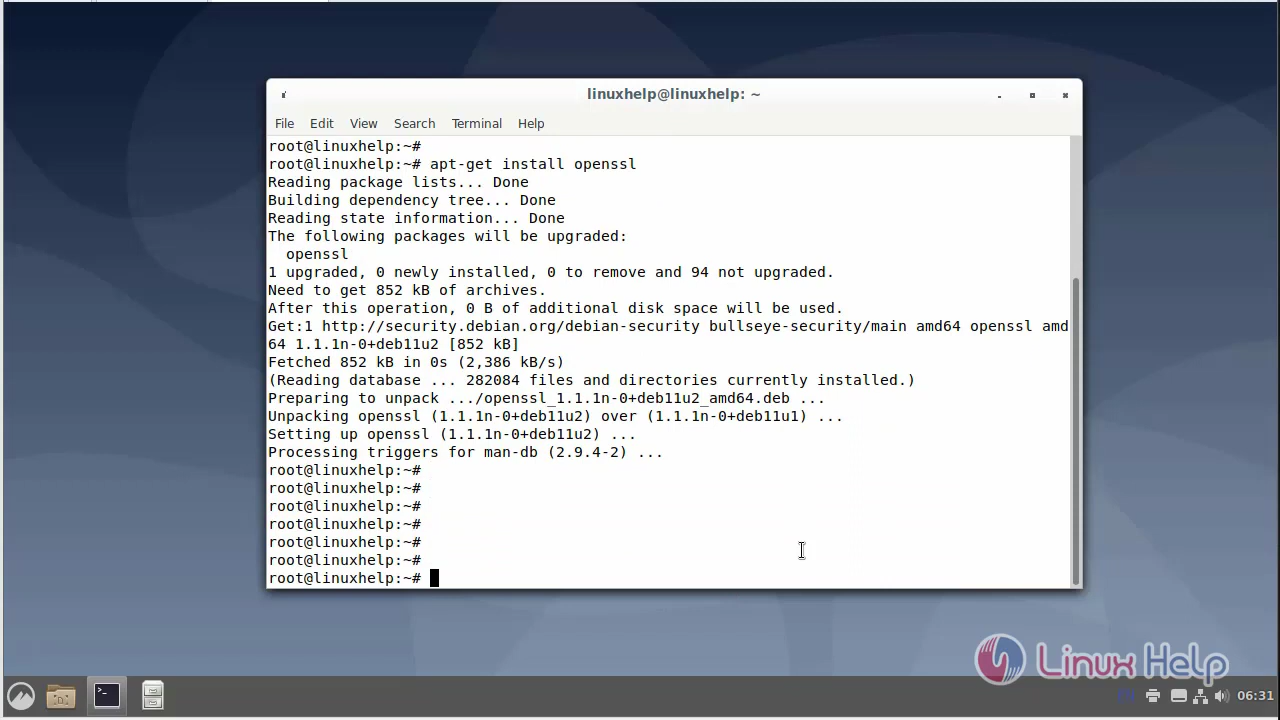 linuxhelp@linuxhelp: ~
File Edit View Search Terminal Help
root@linuxhelp:~#
root@linuxhelp:~# apt-get install openssl
Reading package lists... Done
Building dependency tree... Done
Reading state information... Done
The following packages will be upgraded:
  openssl
1 upgraded, 0 newly installed, 0 to remove and 94 not upgraded.
Need to get 852 kB of archives.
After this operation, 0 B of additional disk space will be used.
Get:1 http://security.debian.org/debian-security bullseye-security/main amd64 openssl amd
64 1.1.1n-0+deb11u2 [852 kB]
Fetched 852 kB in 0s (2,386 kB/s)
(Reading database ... 282084 files and directories currently installed.)
Preparing to unpack .../openssl_1.1.1n-0+deb11u2_amd64.deb ...
Unpacking openssl (1.1.1n-0+deb11u2) over (1.1.1n-0+deb11u1) ...
Setting up openssl (1.1.1n-0+deb11u2) ...
Processing triggers for man-db (2.9.4-2) ...
root@linuxhelp:~#
root@linuxhelp:~#
root@linuxhelp:~#
root@linuxhelp:~#
root@linuxhelp:~#
root@linuxhelp:~#
root@linuxhelp:~#
Linux Help
06:31